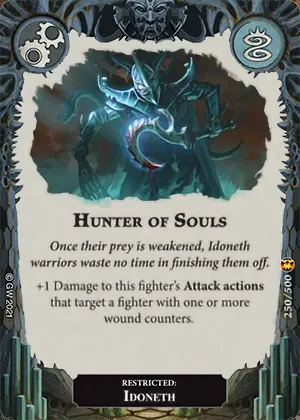 HUNTER OF SOULS
Once their prey is weakened, Idoneth
warriors waste no time in finishing them off.
+1 Damage to this fighter's Attack actions
that target a fighter with one or more
wound counters.
© GW 2021
250/500
RESTRICTED:
IDONETH